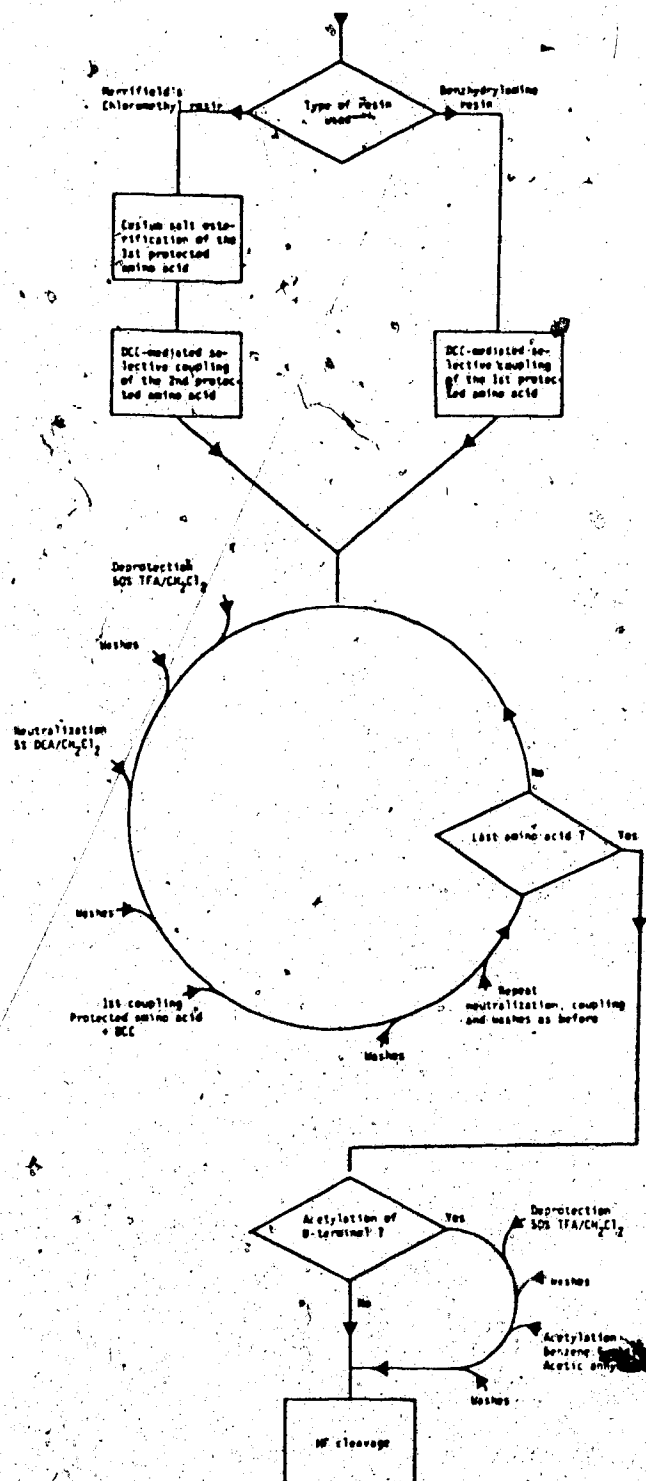 Merrifield's
Chloromethyl resin
Type of resin
used
Benzhydrylamine
resin
Cesium salt este-
rification of the
1st protected
amino acid
DCC-mediated se-
lective coupling
of the 2nd protec-
ted amino acid
DCC-mediated se-
lective coupling
of the 1st protec-
ted amino acid
Deprotection
50% TFA/CH2Cl2
Washes
Neutralization
5% DEA/CH2Cl2
No
Last amino acid ?
Yes
Washes
1st coupling
Protected amino acid
+ DCC
Repeat
neutralization, coupling
and washes as before
Washes
Acetylation of
N-terminal ?
Yes
Deprotection
50% TFA/CH2Cl2
No
Washes
Acetylation
Benzene
Acetic
Washes
HF cleavage